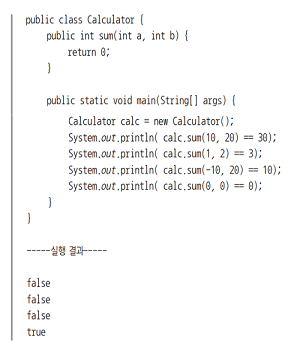 public class Calculator {
    public int sum(int a, int b) {
        return 0;
    }

    public static void main(String[] args) {
        Calculator calc = new Calculator();
        System.out.println( calc.sum(10, 20) == 30);
        System.out.println( calc.sum(1, 2) == 3);
        System.out.println( calc.sum(-10, 20) == 10);
        System.out.println( calc.sum(0, 0) == 0);
    }
}

-----실행 결과-----

false
false
false
true